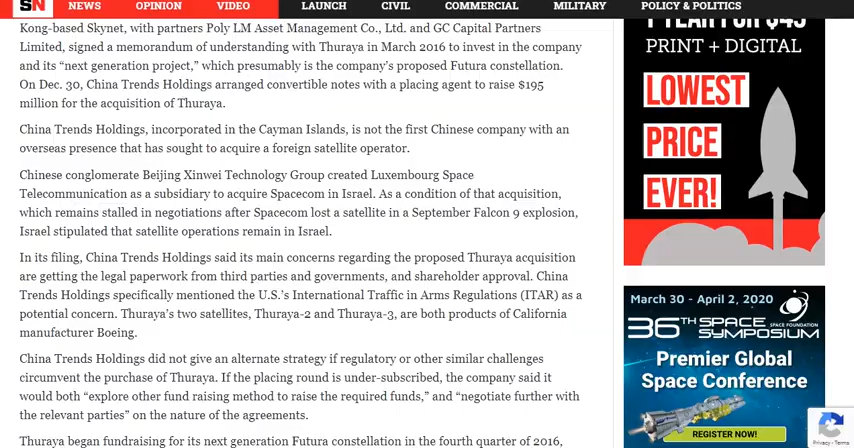 SN NEWS OPINION VIDEO LAUNCH CIVIL COMMERCIAL MILITARY POLICY & POLITICS
Kong-based Skynet, with partners Poly LM Asset Management Co., Ltd. and GC Capital Partners
Limited, signed a memorandum of understanding with Thuraya in March 2016 to invest in the company
and its “next generation project,” which presumably is the company’s proposed Futura constellation.
On Dec. 30, China Trends Holdings arranged convertible notes with a placing agent to raise $195
million for the acquisition of Thuraya.
China Trends Holdings, incorporated in the Cayman Islands, is not the first Chinese company with an
overseas presence that has sought to acquire a foreign satellite operator.
Chinese conglomerate Beijing Xinwei Technology Group created Luxembourg Space
Telecommunication as a subsidiary to acquire Spacecom in Israel. As a condition of that acquisition,
which remains stalled in negotiations after Spacecom lost a satellite in a September Falcon 9 explosion,
Israel stipulated that satellite operations remain in Israel.
In its filing, China Trends Holdings said its main concerns regarding the proposed Thuraya acquisition
are getting the legal paperwork from third parties and governments, and shareholder approval. China
Trends Holdings specifically mentioned the U.S.’s International Traffic in Arms Regulations (ITAR) as a
potential concern. Thuraya’s two satellites, Thuraya-2 and Thuraya-3, are both products of California
manufacturer Boeing.
China Trends Holdings did not give an alternate strategy if regulatory or other similar challenges
circumvent the purchase of Thuraya. If the placing round is under-subscribed, the company said it
would both “explore other fund raising method to raise the required funds,” and “negotiate further with
the relevant parties” on the nature of the agreements.
Thuraya began fundraising for its next generation Futura constellation in the fourth quarter of 2016,
1 YEAR FOR $45
PRINT + DIGITAL
LOWEST
PRICE
EVER!
March 30 - April 2, 2020
SPACE FOUNDATION
36TH SPACE
SYMPOSIUM
Premier Global
Space Conference
REGISTER NOW!
Privacy - Terms